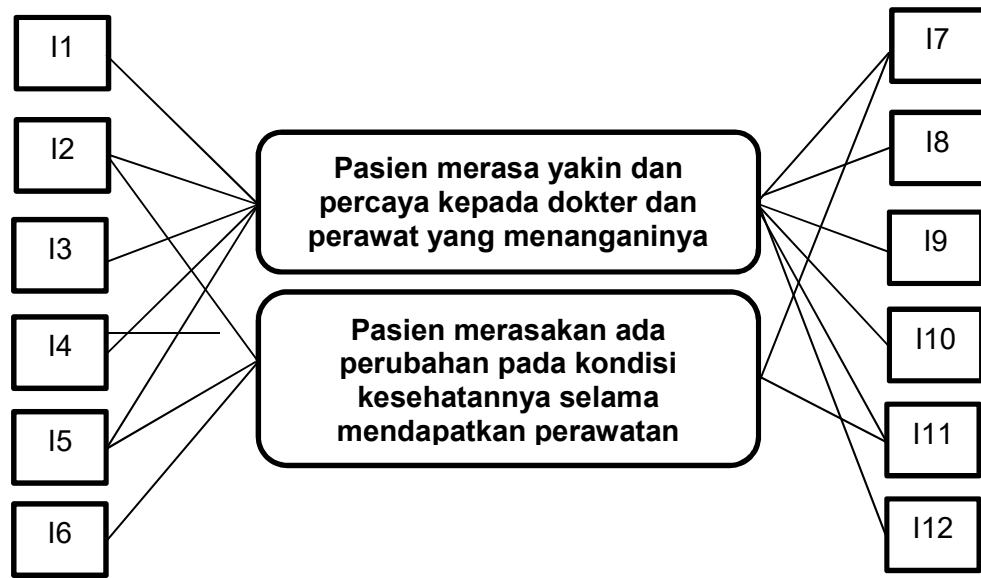 I1
I2
I3
I4
I5
I6
Pasien merasa yakin dan
percaya kepada dokter dan
perawat yang menanganinya
Pasien merasakan ada
perubahan pada kondisi
kesehatannya selama
mendapatkan perawatan
I7
I8
I9
I10
I11
I12